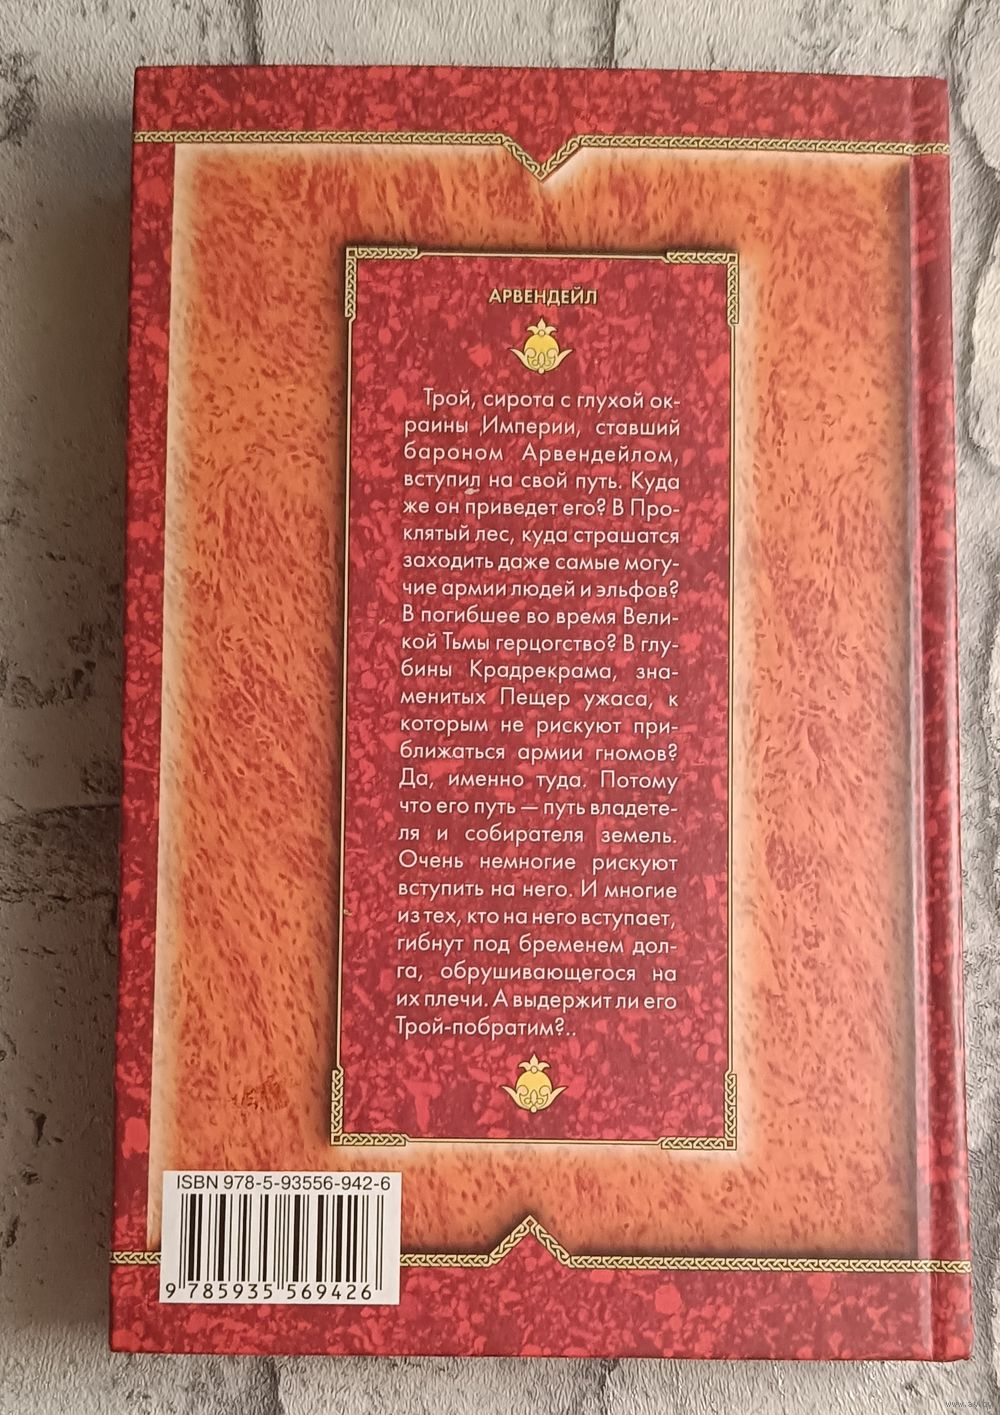 АРВЕНДЕЙЛ
Трой, сирота с глухой ок-
раины Империи, ставший
бароном Арвендейлом,
вступил на свой путь. Куда
же он приведет его? В Про-
клятый лес, куда страшатся
заходить даже самые могу-
чие армии людей и эльфов?
В погибшее во время Вели-
кой Тьмы герцогство? В глу-
бины Крадрекрама, зна-
менитых Пещер ужаса, к
которым не рискуют при-
ближаться армии гномов?
Да, именно туда. Потому
что его путь — путь владете-
ля и собирателя земель.
Очень немногие рискуют
вступить на него. И многие
из тех, кто на него вступает,
гибнут под бременем дол-
га, обрушивающегося на
их плечи. А выдержит ли его
Трой-побратим?..
ISBN 978-5-93556-942-6
9 785935 569426